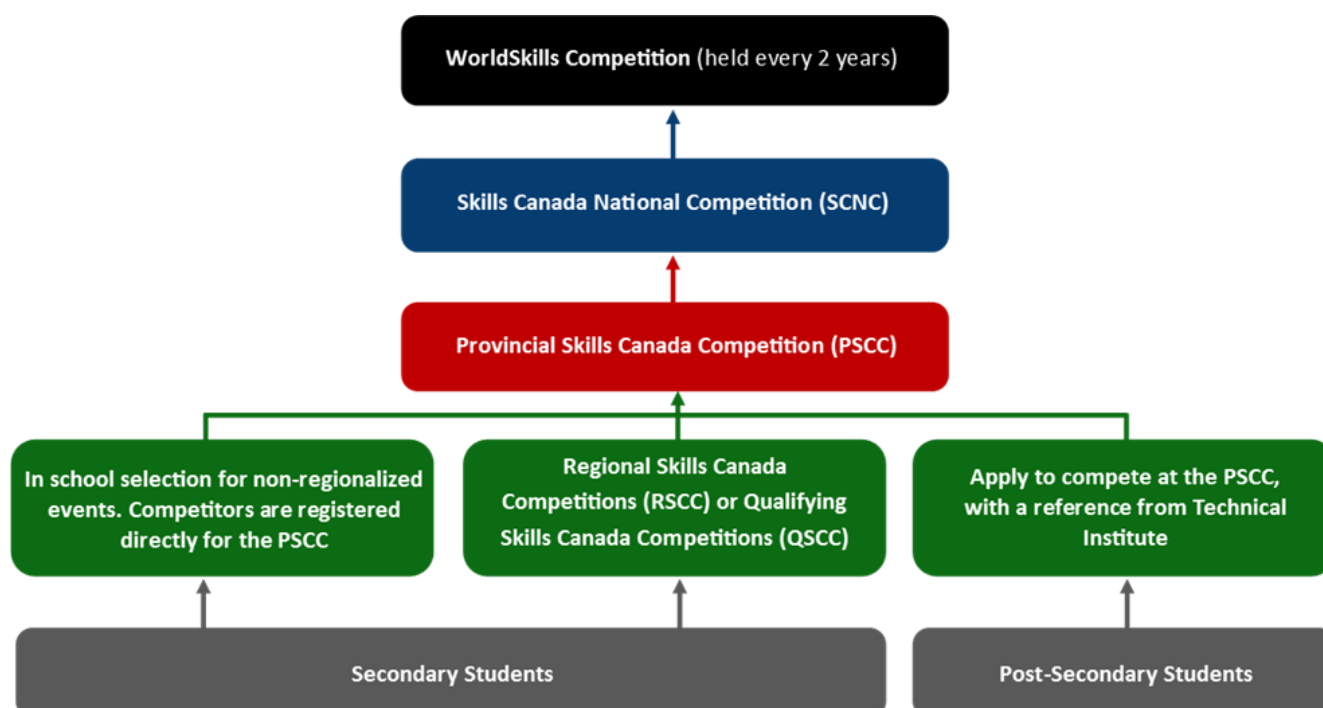 WorldSkills Competition (held every 2 years)
Skills Canada National Competition (SCNC)
Provincial Skills Canada Competition (PSCC)
In school selection for non-regionalized
events. Competitors are registered
directly for the PSCC
Regional Skills Canada
Competitions (RSCC) or Qualifying
Skills Canada Competitions (QSCC)
Apply to compete at the PSCC,
with a reference from Technical
Institute
Secondary Students
Post-Secondary Students